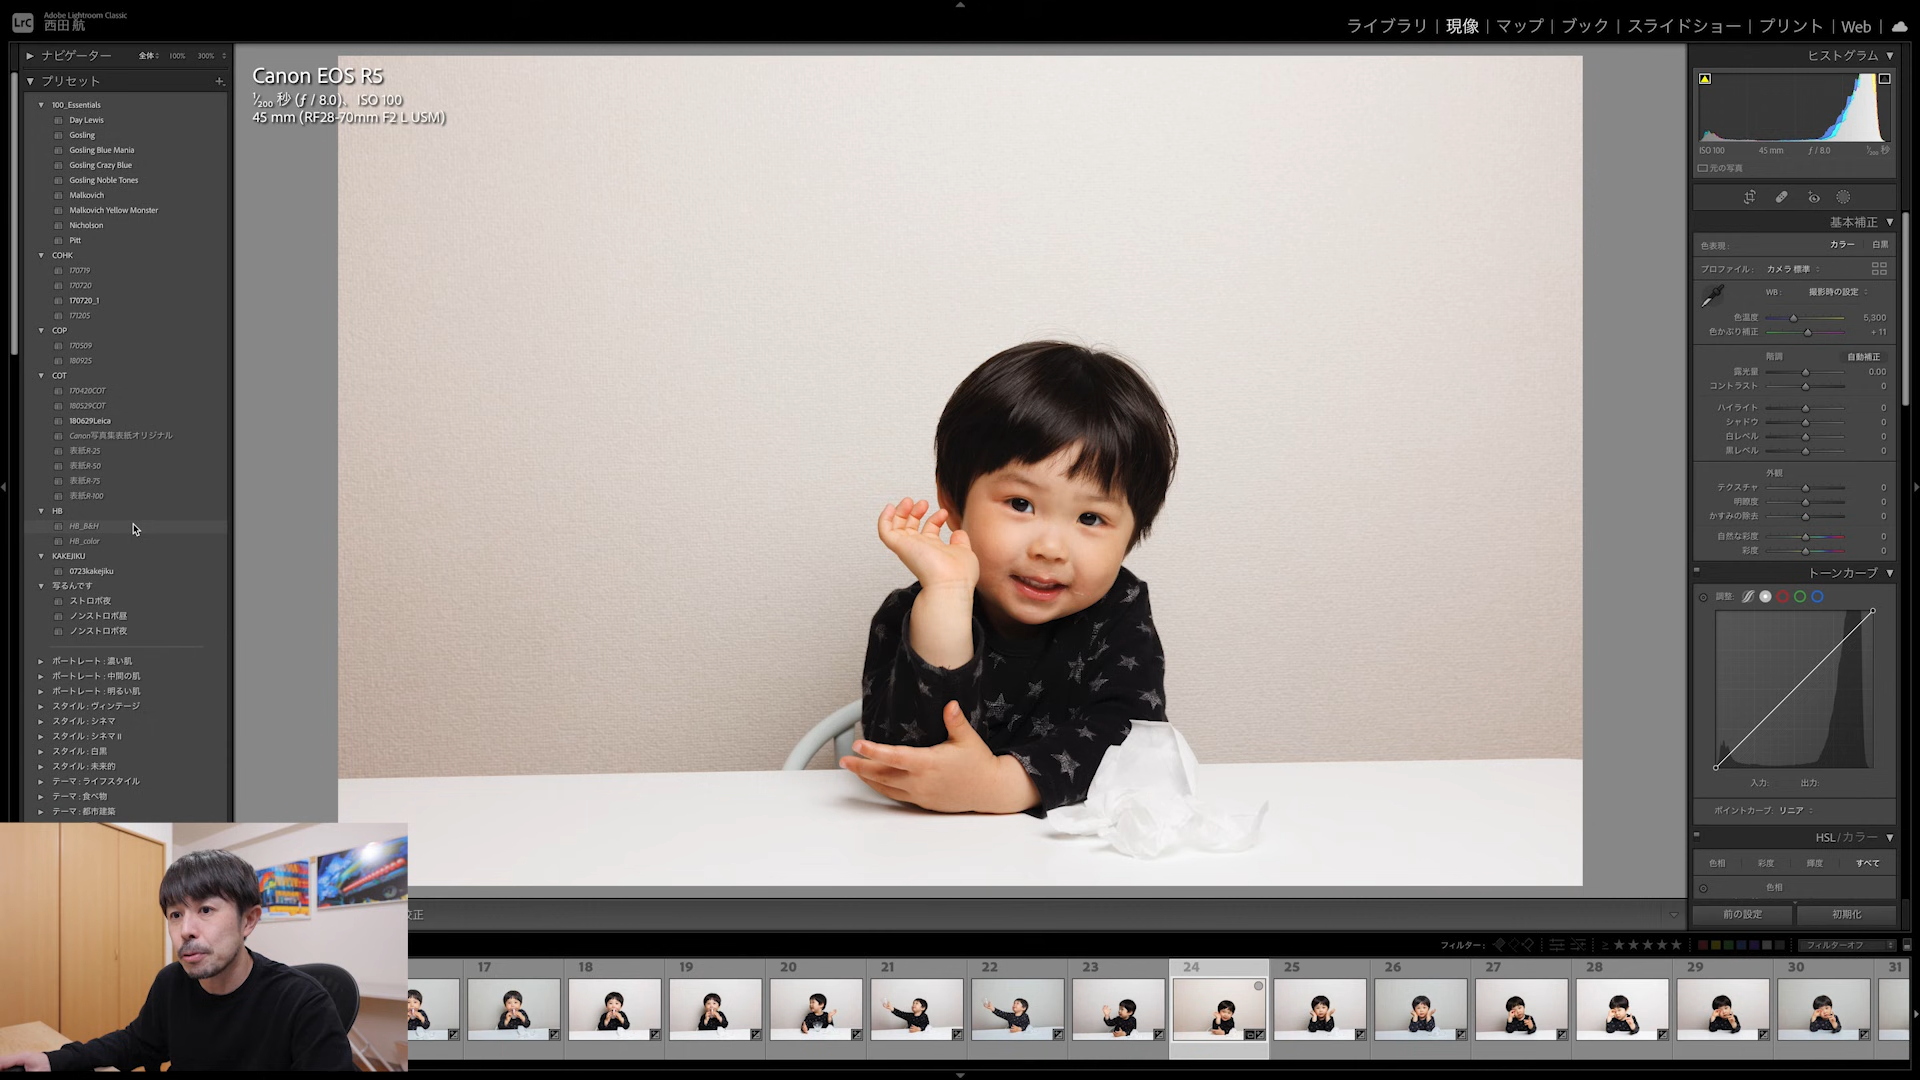 LrC
Adobe Lightroom Classic
西田 航
ライブラリ | 現像 | マップ | ブック | スライドショー | プリント | Web
ナビゲーター 全体 100% 300%
プリセット
100_Essentials
Day Lewis
Gosling
Gosling Blue Mania
Gosling Crazy Blue
Gosling Noble Tones
Malkovich
Malkovich Yellow Monster
Nicholson
Pitt
COHK
170719
170720
170720_1
171205
COP
170509
180925
COT
170420COT
180529COT
180629Leica
Canon写真集表紙オリジナル
表紙R-25
表紙R-50
表紙R-75
表紙R-100
HB
HB_B&H
HB_color
KAKEJIKU
0723kakejiku
写るんです
ストロボ夜
ノンストロボ昼
ノンストロボ夜
ポートレート : 濃い肌
ポートレート : 中間の肌
ポートレート : 明るい肌
スタイル : ヴィンテージ
スタイル : シネマ
スタイル : シネマ II
スタイル : 白黒
スタイル : 未来的
テーマ : ライフスタイル
テーマ : 食べ物
テーマ : 都市建築
Canon EOS R5
1/200 秒 (ƒ / 8.0)、 ISO 100
45 mm (RF28-70mm F2 L USM)
ヒストグラム
ISO 100 45 mm ƒ / 8.0 1/200 秒
元の写真
基本補正
色表現 : カラー 白黒
プロファイル : カメラ標準
WB : 撮影時の設定
色温度 5,300
色かぶり補正 + 11
階調 自動補正
露光量 0.00
コントラスト 0
ハイライト 0
シャドウ 0
白レベル 0
黒レベル 0
外観
テクスチャ 0
明瞭度 0
かすみの除去 0
自然な彩度 0
彩度 0
トーンカーブ
調整 :
入力 : 出力 :
ポイントカーブ : リニア
HSL / カラー
色相 彩度 輝度 すべて
色相
前の設定 初期化
校正
フィルター : フィルターオフ
17 18 19 20 21 22 23 24 25 26 27 28 29 30 31